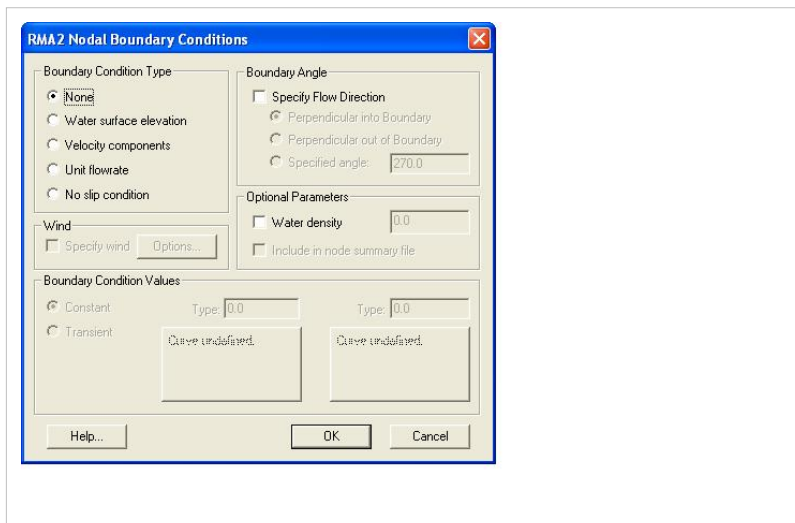 RMA2 Nodal Boundary Conditions
Boundary Condition Type
None
Water surface elevation
Velocity components
Unit flowrate
No slip condition
Boundary Angle
Specify Flow Direction
Perpendicular into Boundary
Perpendicular out of Boundary
Specified angle: 270.0
Wind
Specify wind Options...
Optional Parameters
Water density 0.0
Include in node summary file
Boundary Condition Values
Constant
Transient
Type: 0.0
Curve undefined.
Type: 0.0
Curve undefined.
Help... OK Cancel